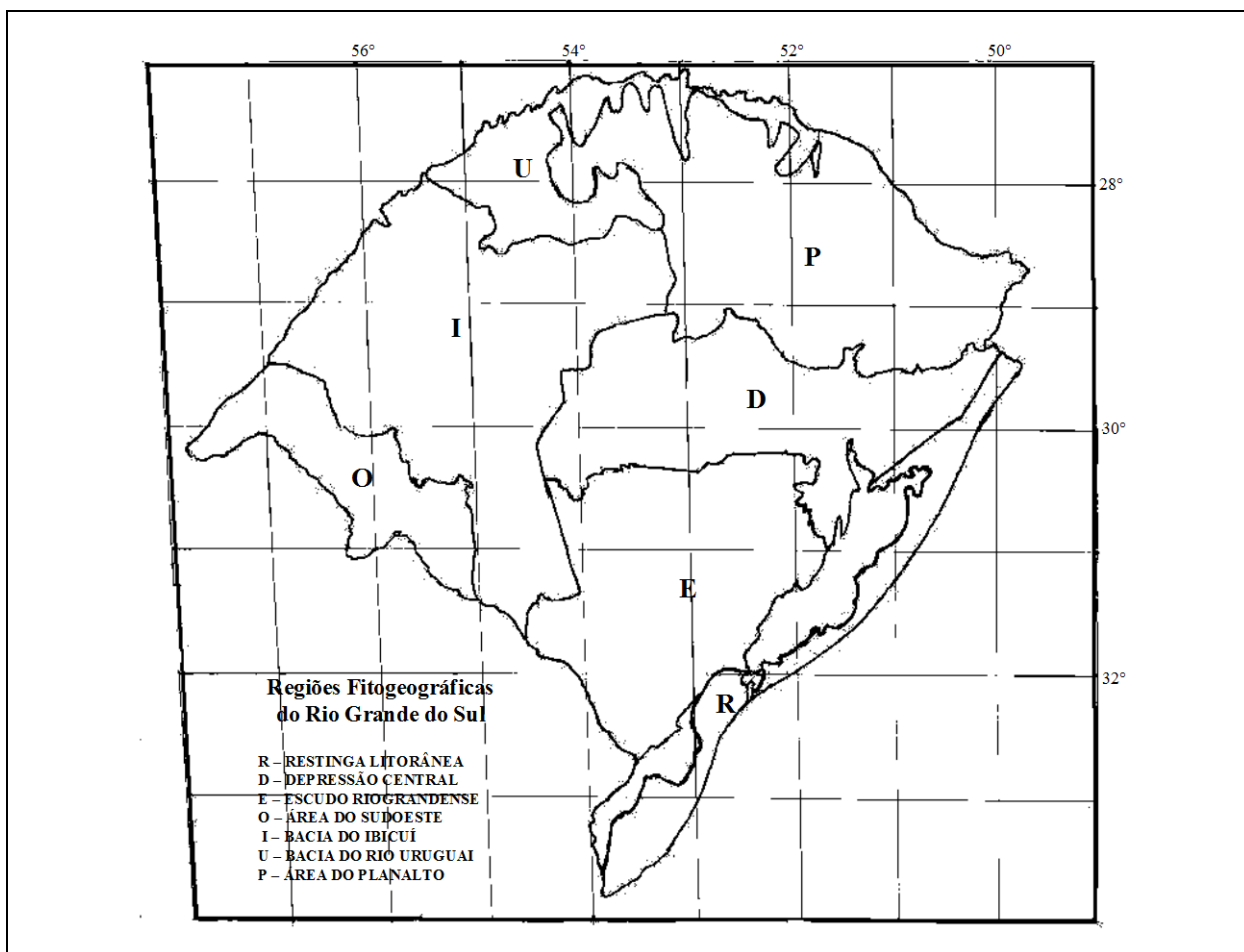 56° 54° 52° 50°
U
28°
P
I
D
30°
O
E
32°
Regiões Fitogeográficas
do Rio Grande do Sul
R
R – RESTINGA LITORÂNEA
D – DEPRESSÃO CENTRAL
E – ESCUDO RIOGRANDENSE
O – ÁREA DO SUDOESTE
I – BACIA DO IBICUÍ
U – BACIA DO RIO URUGUAI
P – ÁREA DO PLANALTO